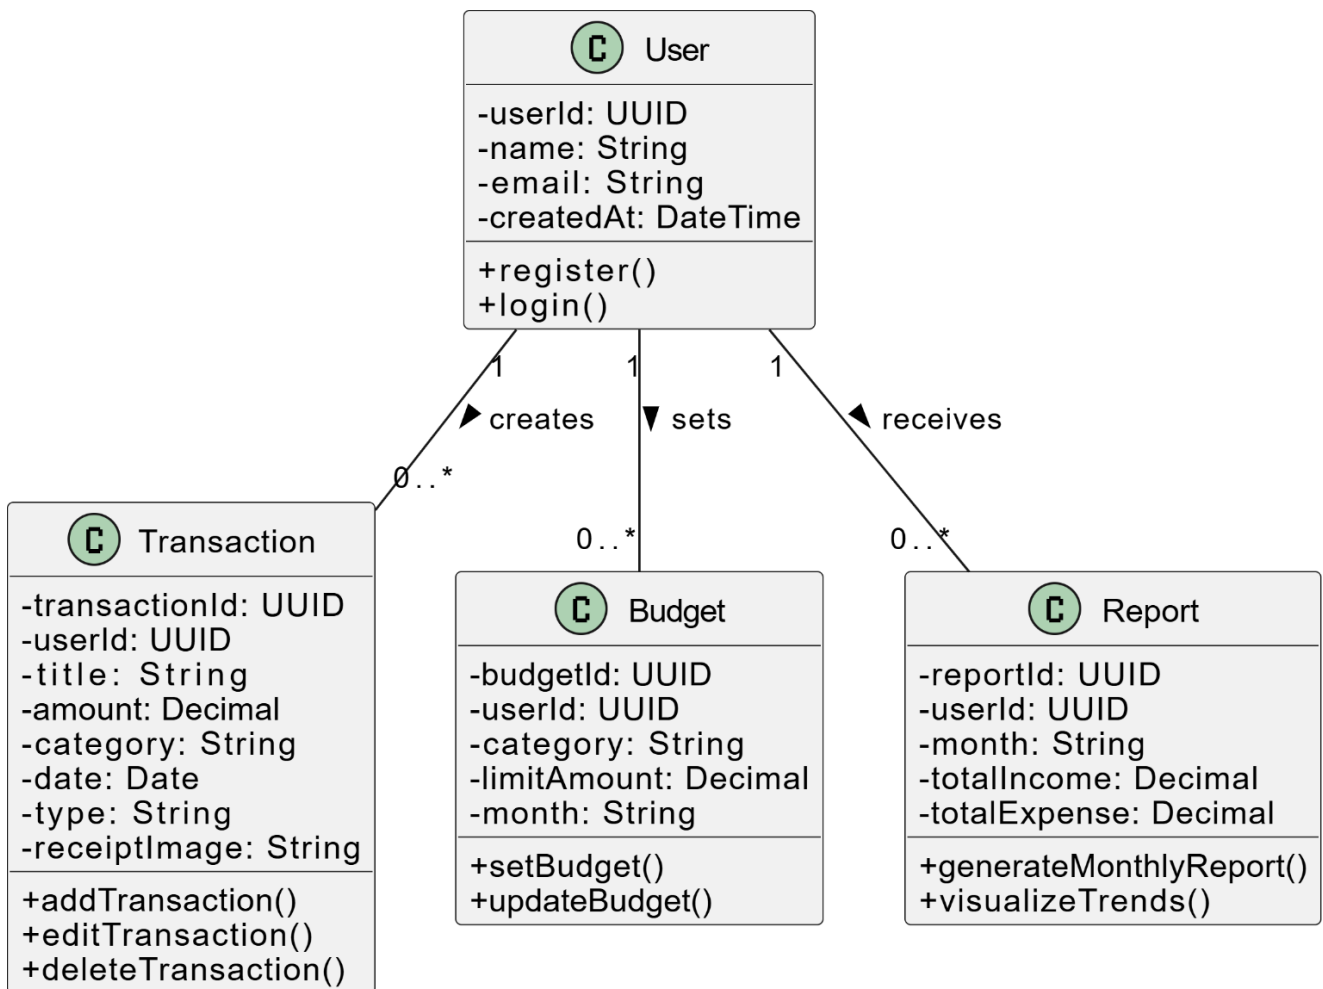 C User
-userId: UUID
-name: String
-email: String
-createdAt: DateTime
+register()
+login()
1
1
1
creates
sets
receives
0..*
0..*
0..*
C Transaction
-transactionId: UUID
-userId: UUID
-title: String
-amount: Decimal
-category: String
-date: Date
-type: String
-receiptImage: String
+addTransaction()
+editTransaction()
+deleteTransaction()
C Budget
-budgetId: UUID
-userId: UUID
-category: String
-limitAmount: Decimal
-month: String
+setBudget()
+updateBudget()
C Report
-reportId: UUID
-userId: UUID
-month: String
-totalIncome: Decimal
-totalExpense: Decimal
+generateMonthlyReport()
+visualizeTrends()